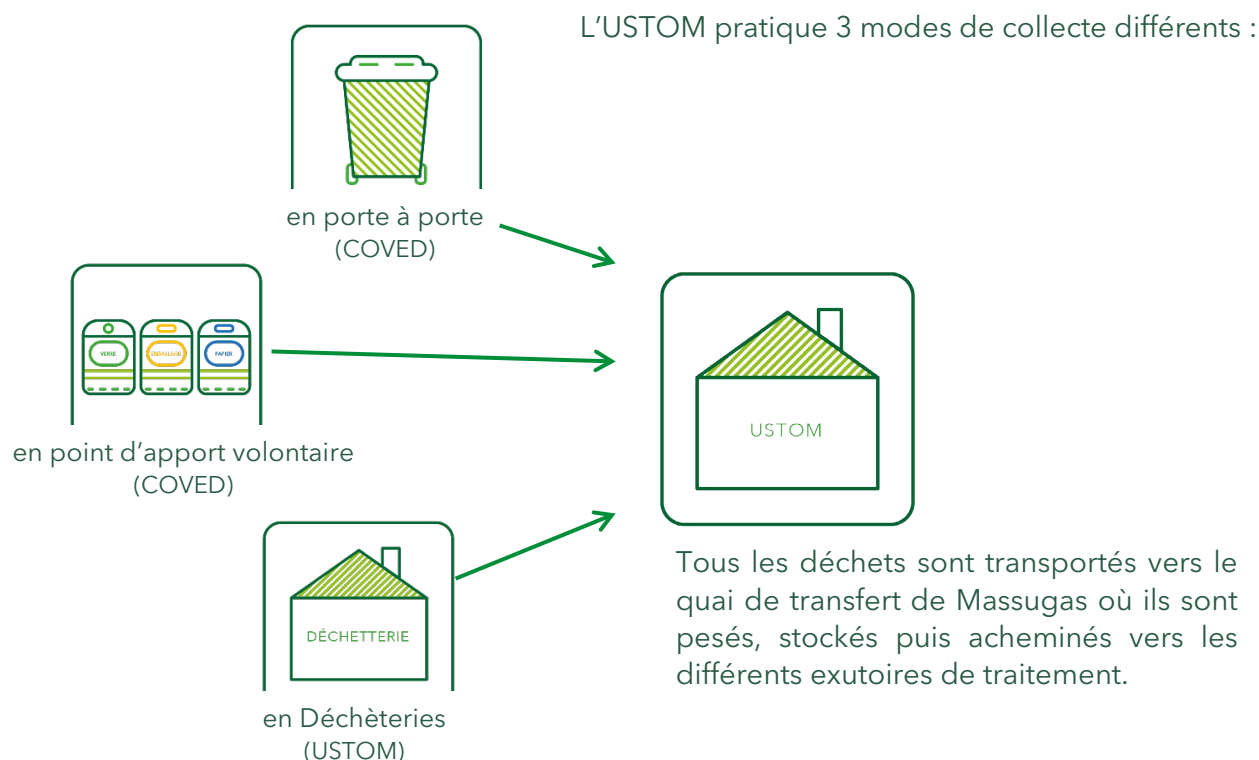 L'USTOM pratique 3 modes de collecte différents :
en porte à porte
(COVED)
VERRE
EMBALLAGE
PAPIER
en point d'apport volontaire
(COVED)
USTOM
DÉCHETTERIE
en Déchèteries
(USTOM)
Tous les déchets sont transportés vers le
quai de transfert de Massugas où ils sont
pesés, stockés puis acheminés vers les
différents exutoires de traitement.